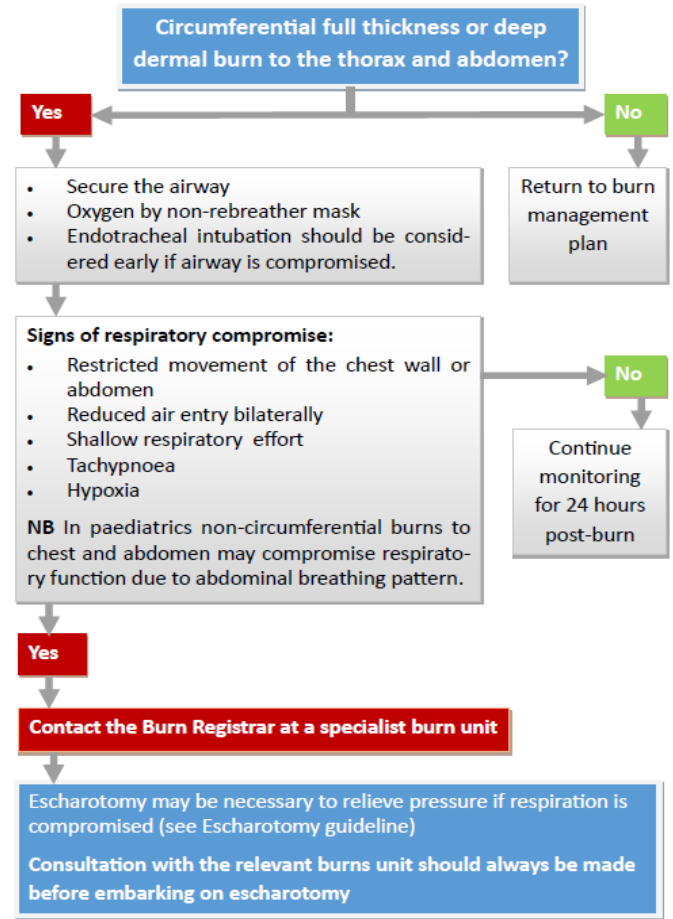 Circumferential full thickness or deep
dermal burn to the thorax and abdomen?
Yes
No
• Secure the airway
• Oxygen by non-rebreather mask
• Endotracheal intubation should be consid-
ered early if airway is compromised.
Return to burn
management
plan
Signs of respiratory compromise:
• Restricted movement of the chest wall or
abdomen
• Reduced air entry bilaterally
• Shallow respiratory effort
• Tachypnoea
• Hypoxia
NB In paediatrics non-circumferential burns to
chest and abdomen may compromise respirato-
ry function due to abdominal breathing pattern.
No
Continue
monitoring
for 24 hours
post-burn
Yes
Contact the Burn Registrar at a specialist burn unit
Escharotomy may be necessary to relieve pressure if respiration is
compromised (see Escharotomy guideline)
Consultation with the relevant burns unit should always be made
before embarking on escharotomy